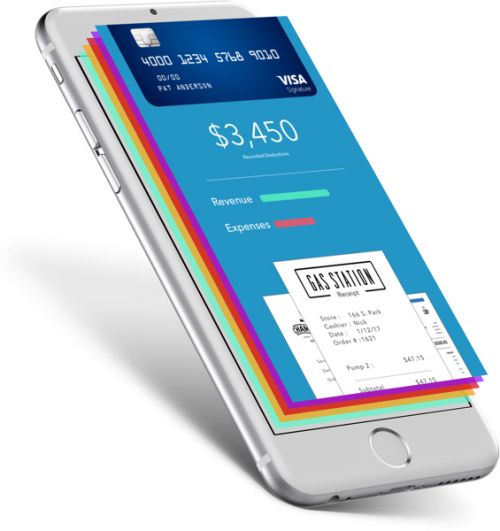 4000 1234 5768 9010
00/00
PAT ANDERSON
VISA
Signature
$3,450
Recorded Deductions
Revenue
Expenses
GAS STATION
Receipt
Store : 166 S. Park
Cashier : Nick
Date : 1/12/17
Order # :1621
Pump 2 : $47.15
Subtotal $47.15